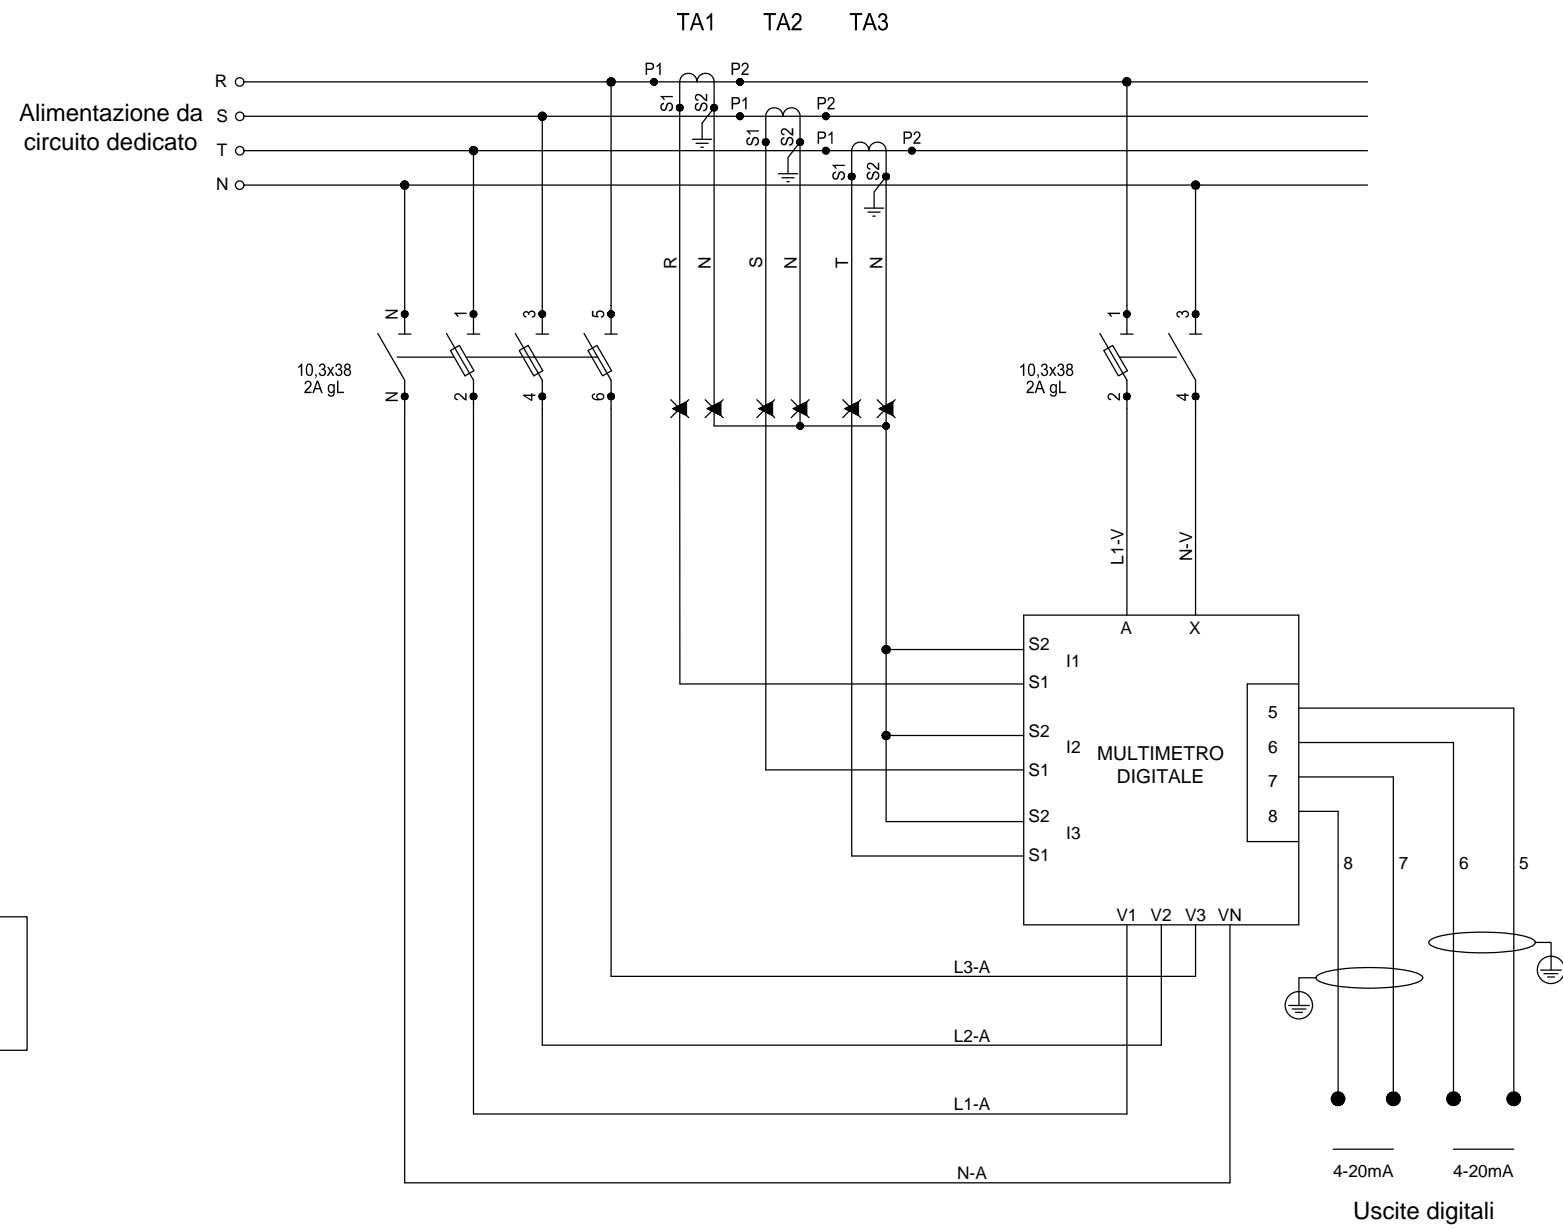 TA1 TA2 TA3
R P1 P2
S1 S2
Alimentazione da
circuito dedicato
S P1 P2
S1 S2
T P1 P2
S1 S2
N
R N S N T N
N 1 3 5
1 3
10,3x38
2A gL
10,3x38
2A gL
N 2 4 6
2 4
L1-V N-V
A X
S2
I1
S1
S2
I2
S1
S2
I3
S1
MULTIMETRO
DIGITALE
5
6
7
8
8 7 6 5
V1 V2 V3 VN
L3-A
L2-A
L1-A
N-A
4-20mA 4-20mA
Uscite digitali